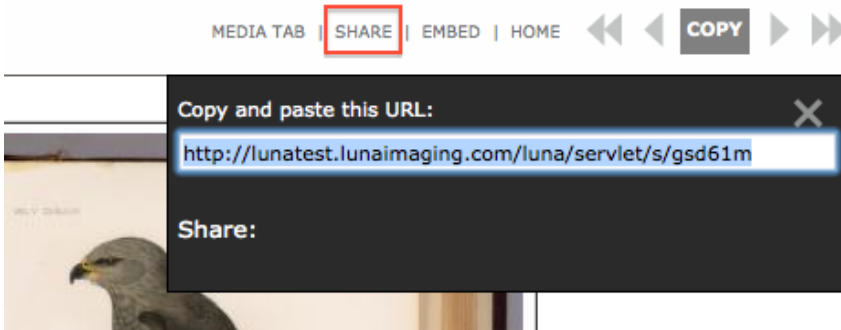 MEDIA TAB | SHARE | EMBED | HOME COPY
Copy and paste this URL:
http://lunatest.lunaimaging.com/luna/servlet/s/gsd61m
Share: